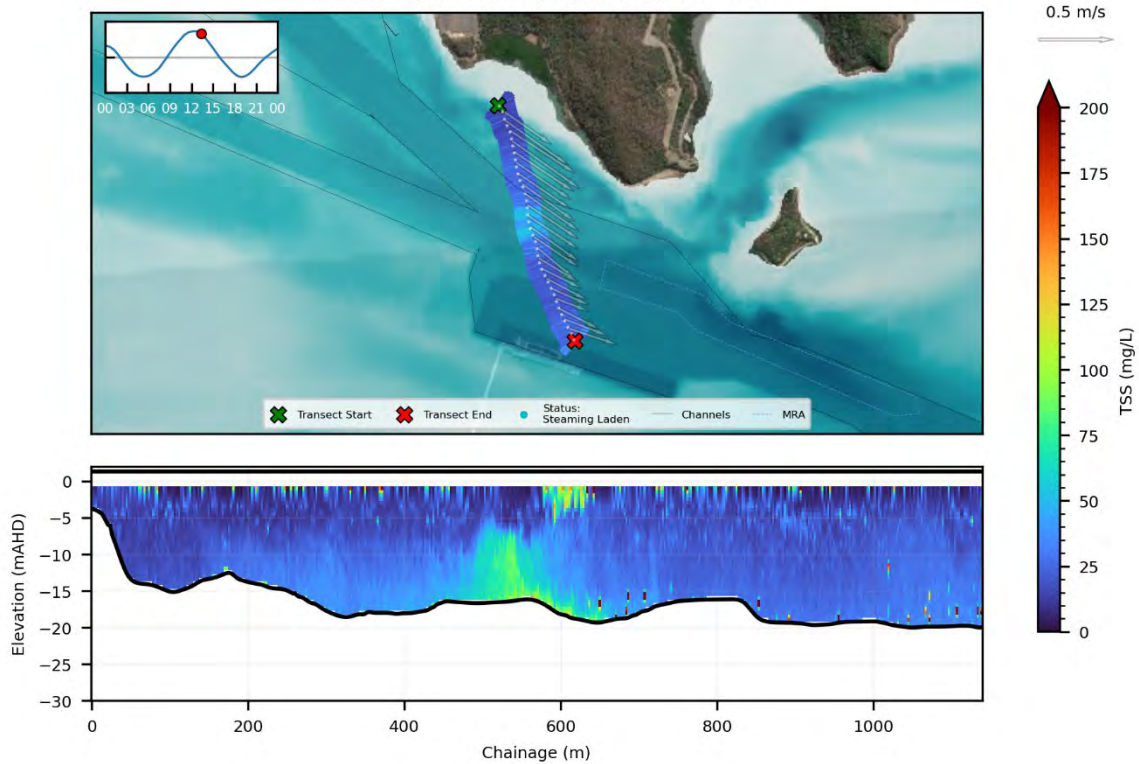 0.5 m/s
00 03 06 09 12 15 18 21 00
Transect Start
Transect End
Status:
Steaming Laden
Channels
MRA
200
175
150
125
100
75
50
25
0
TSS (mg/L)
0
−5
−10
−15
−20
−25
−30
Elevation (mAHD)
0 200 400 600 800 1000
Chainage (m)